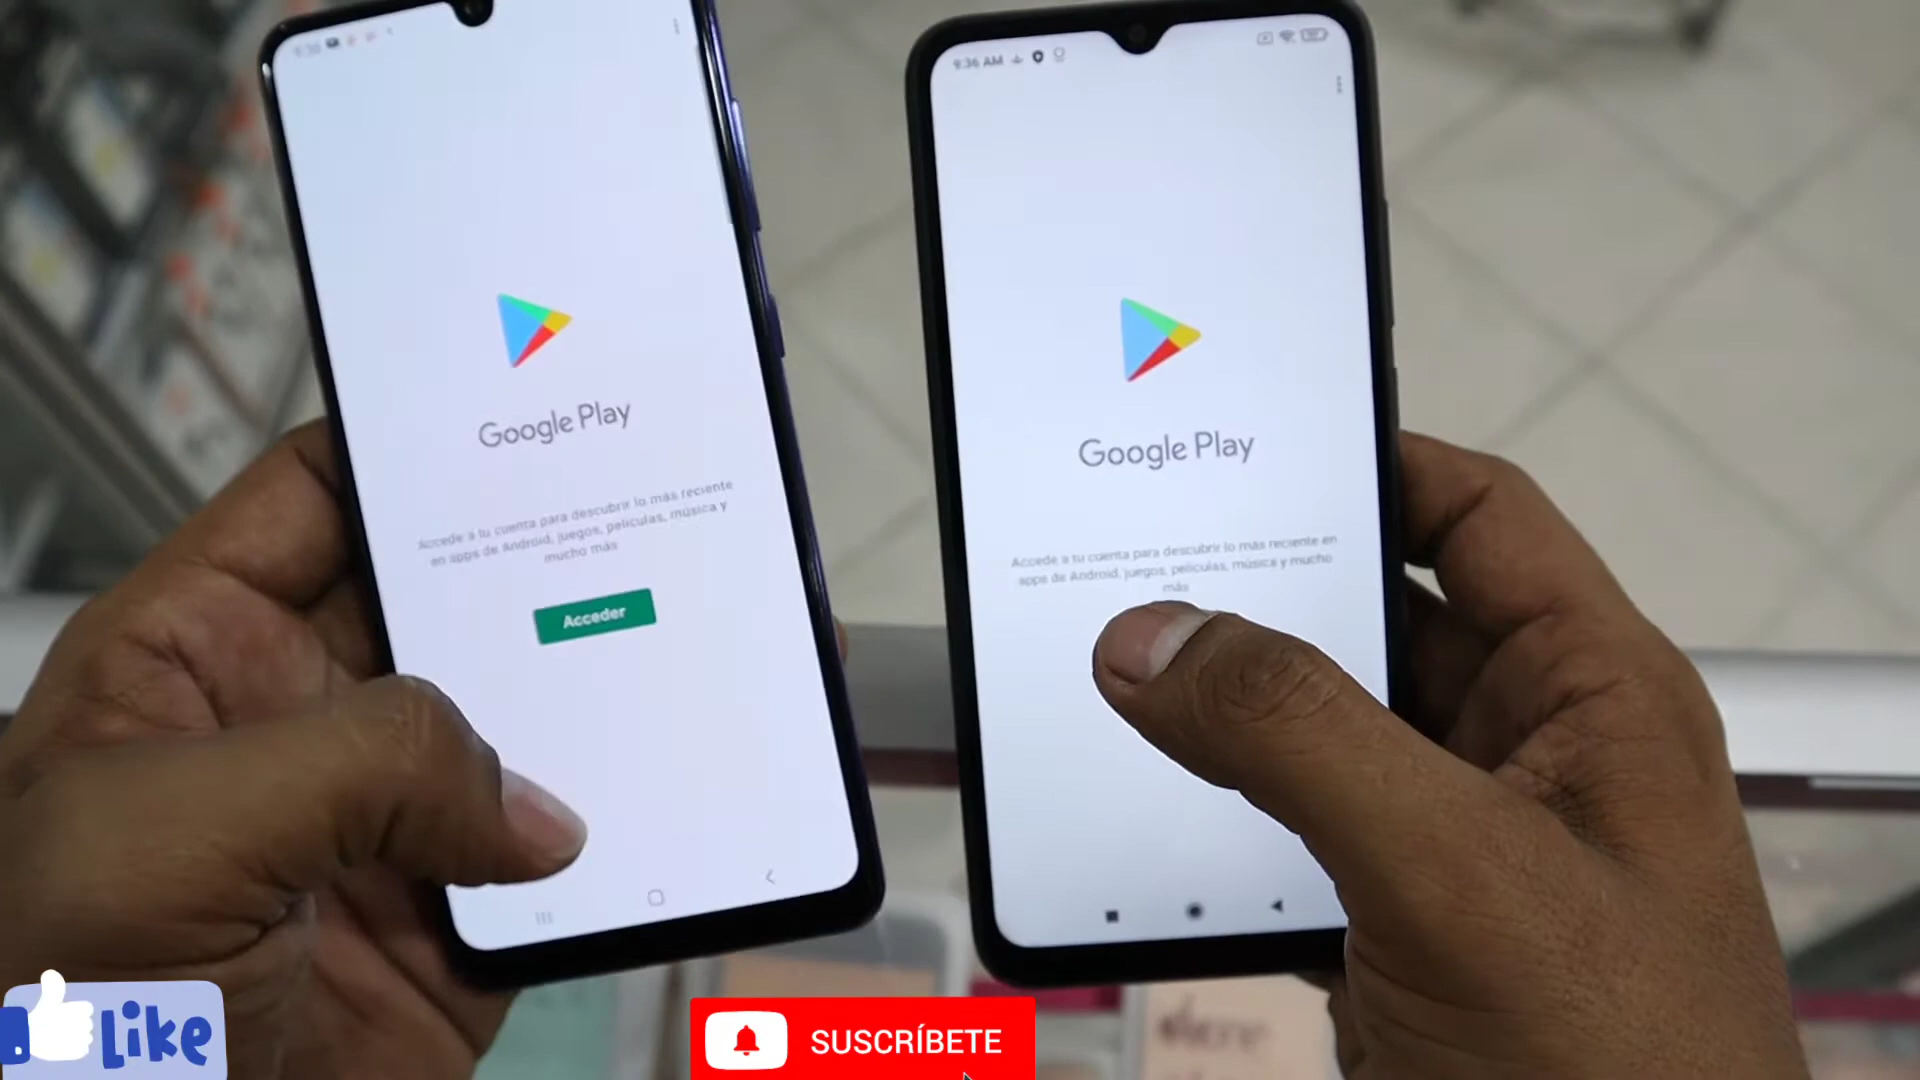 9:36
Google Play
Accede a tu cuenta para descubrir lo más reciente
en apps de Android, juegos, películas, música y
mucho más
Acceder
9:36 AM
Google Play
Accede a tu cuenta para descubrir lo más reciente en
apps de Android, juegos, películas, música y mucho
más
Like
SUSCRÍBETE